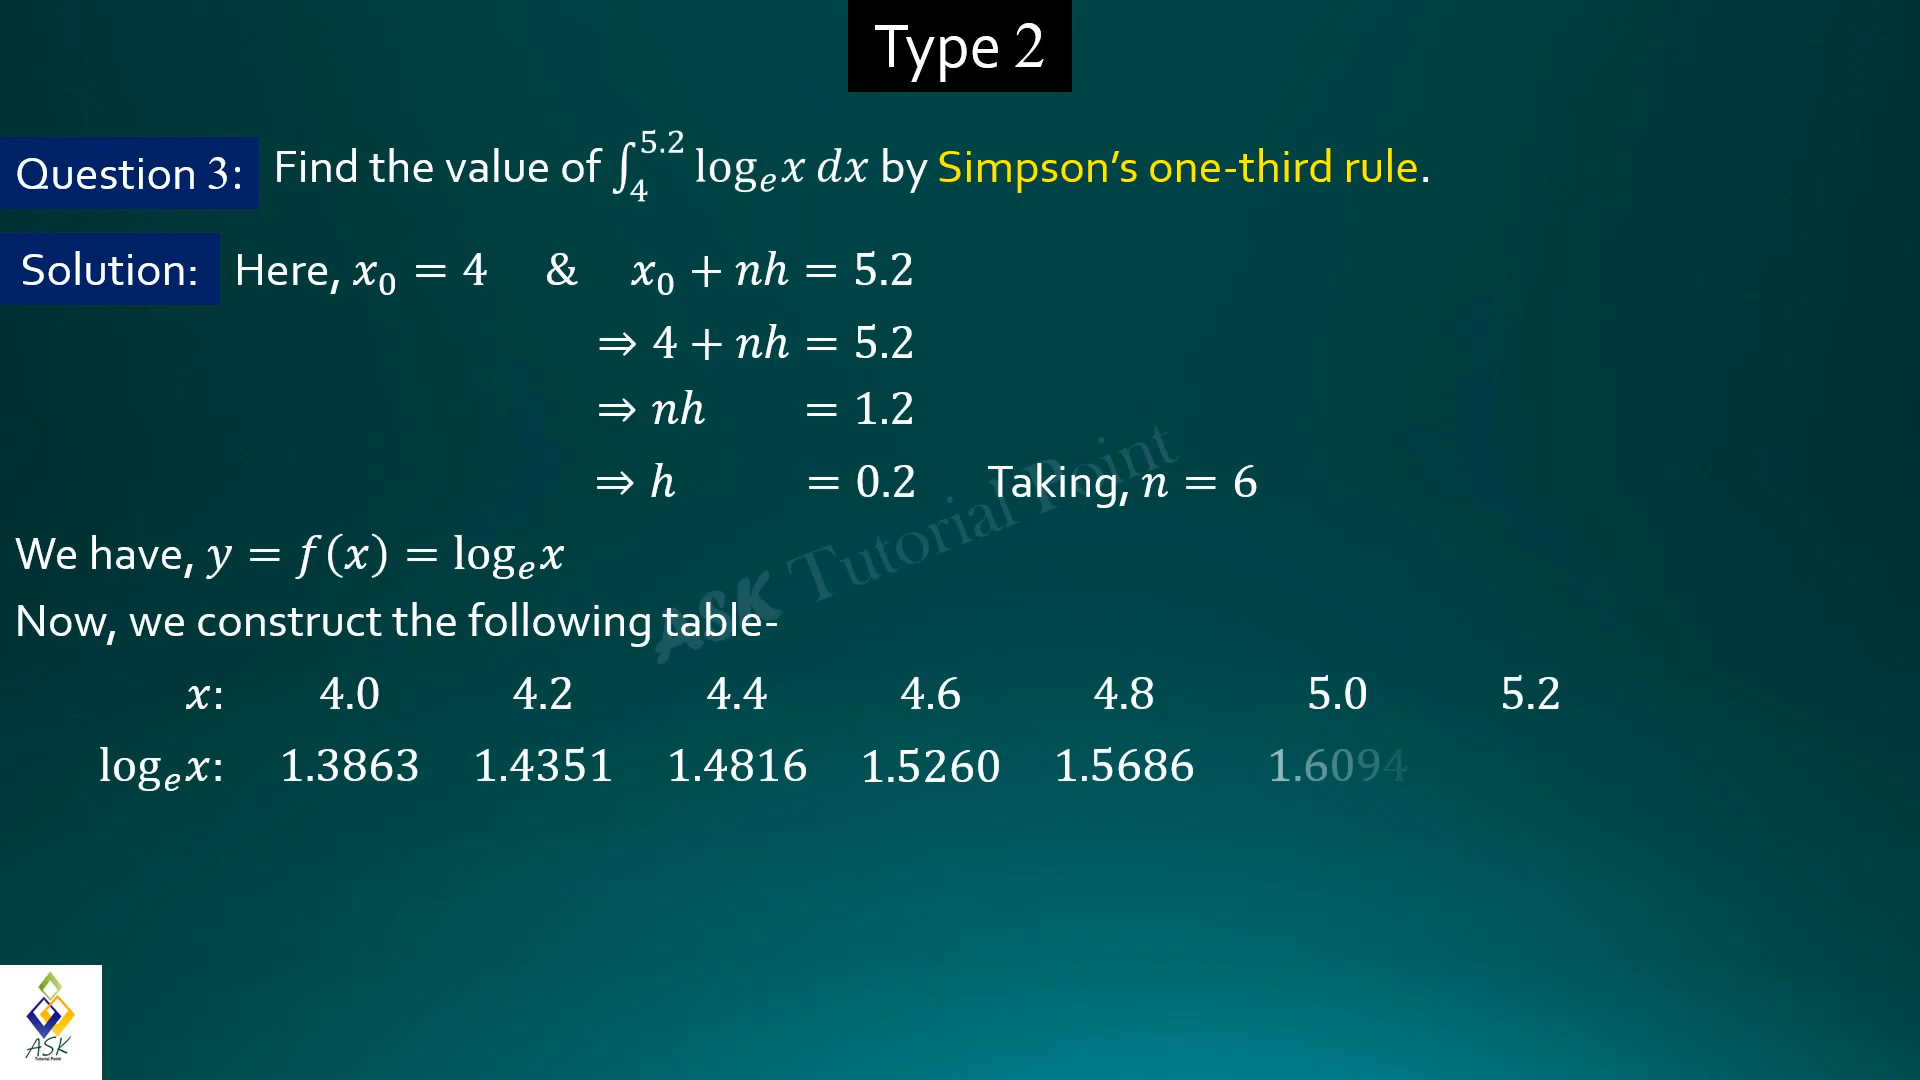 Type 2
Question 3: Find the value of ∫₄^5.2 logₑx dx by Simpson's one-third rule.
Solution: Here, x₀ = 4 & x₀ + nh = 5.2
⇒ 4 + nh = 5.2
⇒ nh = 1.2
⇒ h = 0.2 Taking, n = 6
We have, y = f(x) = logₑx
Now, we construct the following table-
x: 4.0 4.2 4.4 4.6 4.8 5.0 5.2
logₑx: 1.3863 1.4351 1.4816 1.5260 1.5686 1.6094
ASK Tutorial Point
ASK
Tutorial Point